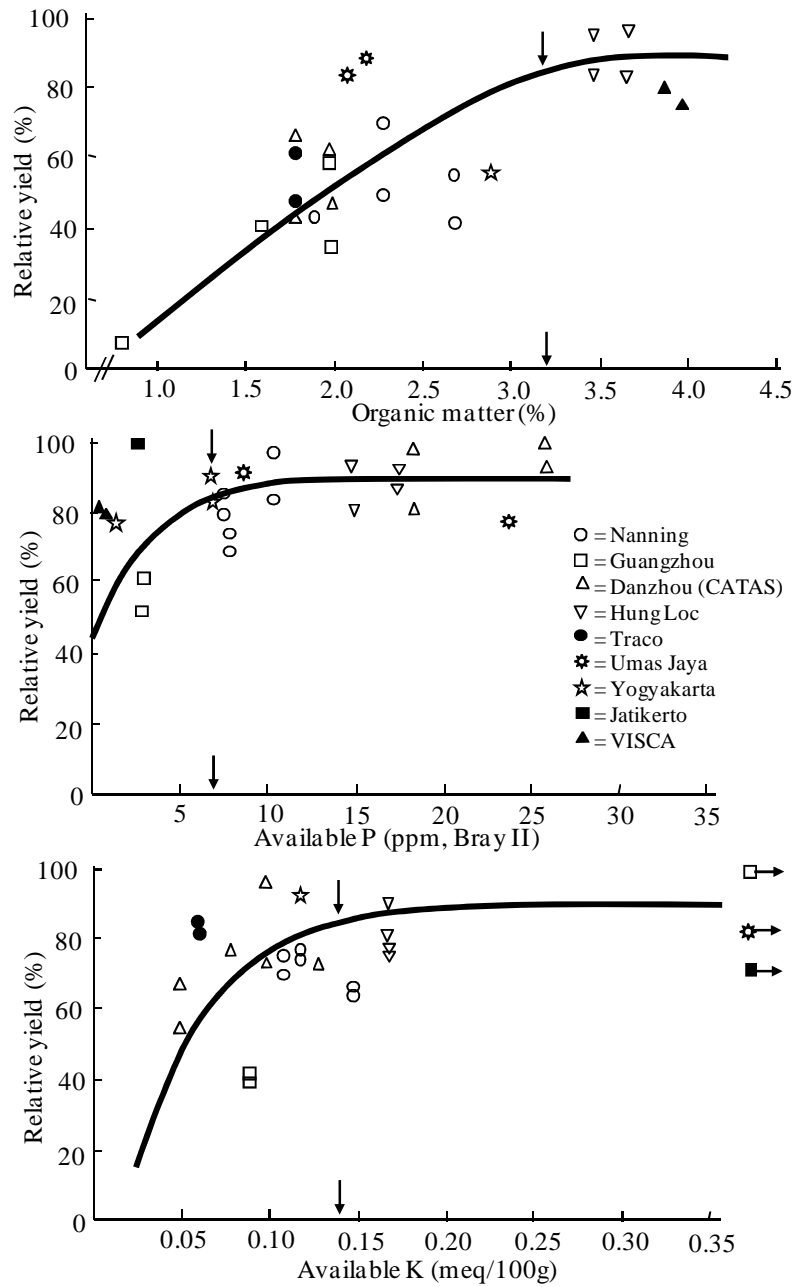 100
80
60
40
20
0
Relative yield (%)
1.0 1.5 2.0 2.5 3.0 3.5 4.0 4.5
Organic matter (%)
100
80
60
40
20
0
Relative yield (%)
= Nanning
= Guangzhou
= Danzhou (CATAS)
= Hung Loc
= Traco
= Umas Jaya
= Yogyakarta
= Jatikerto
= VISCA
5 10 15 20 25 30 35
Available P (ppm, Bray II)
100
80
60
40
20
0
Relative yield (%)
0.05 0.10 0.15 0.20 0.25 0.30 0.35
Available K (meq/100g)